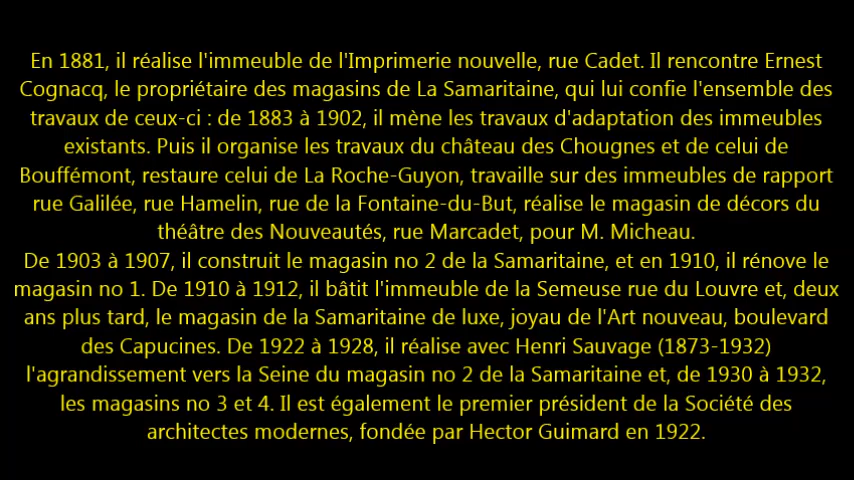 En 1881, il réalise l'immeuble de l'Imprimerie nouvelle, rue Cadet. Il rencontre Ernest
Cognacq, le propriétaire des magasins de La Samaritaine, qui lui confie l'ensemble des
travaux de ceux-ci : de 1883 à 1902, il mène les travaux d'adaptation des immeubles
existants. Puis il organise les travaux du château des Chougnes et de celui de
Bouffémont, restaure celui de La Roche-Guyon, travaille sur des immeubles de rapport
rue Galilée, rue Hamelin, rue de la Fontaine-du-But, réalise le magasin de décors du
théâtre des Nouveautés, rue Marcadet, pour M. Micheau.
De 1903 à 1907, il construit le magasin no 2 de la Samaritaine, et en 1910, il rénove le
magasin no 1. De 1910 à 1912, il bâtit l'immeuble de la Semeuse rue du Louvre et, deux
ans plus tard, le magasin de la Samaritaine de luxe, joyau de l'Art nouveau, boulevard
des Capucines. De 1922 à 1928, il réalise avec Henri Sauvage (1873-1932)
l'agrandissement vers la Seine du magasin no 2 de la Samaritaine et, de 1930 à 1932,
les magasins no 3 et 4. Il est également le premier président de la Société des
architectes modernes, fondée par Hector Guimard en 1922.